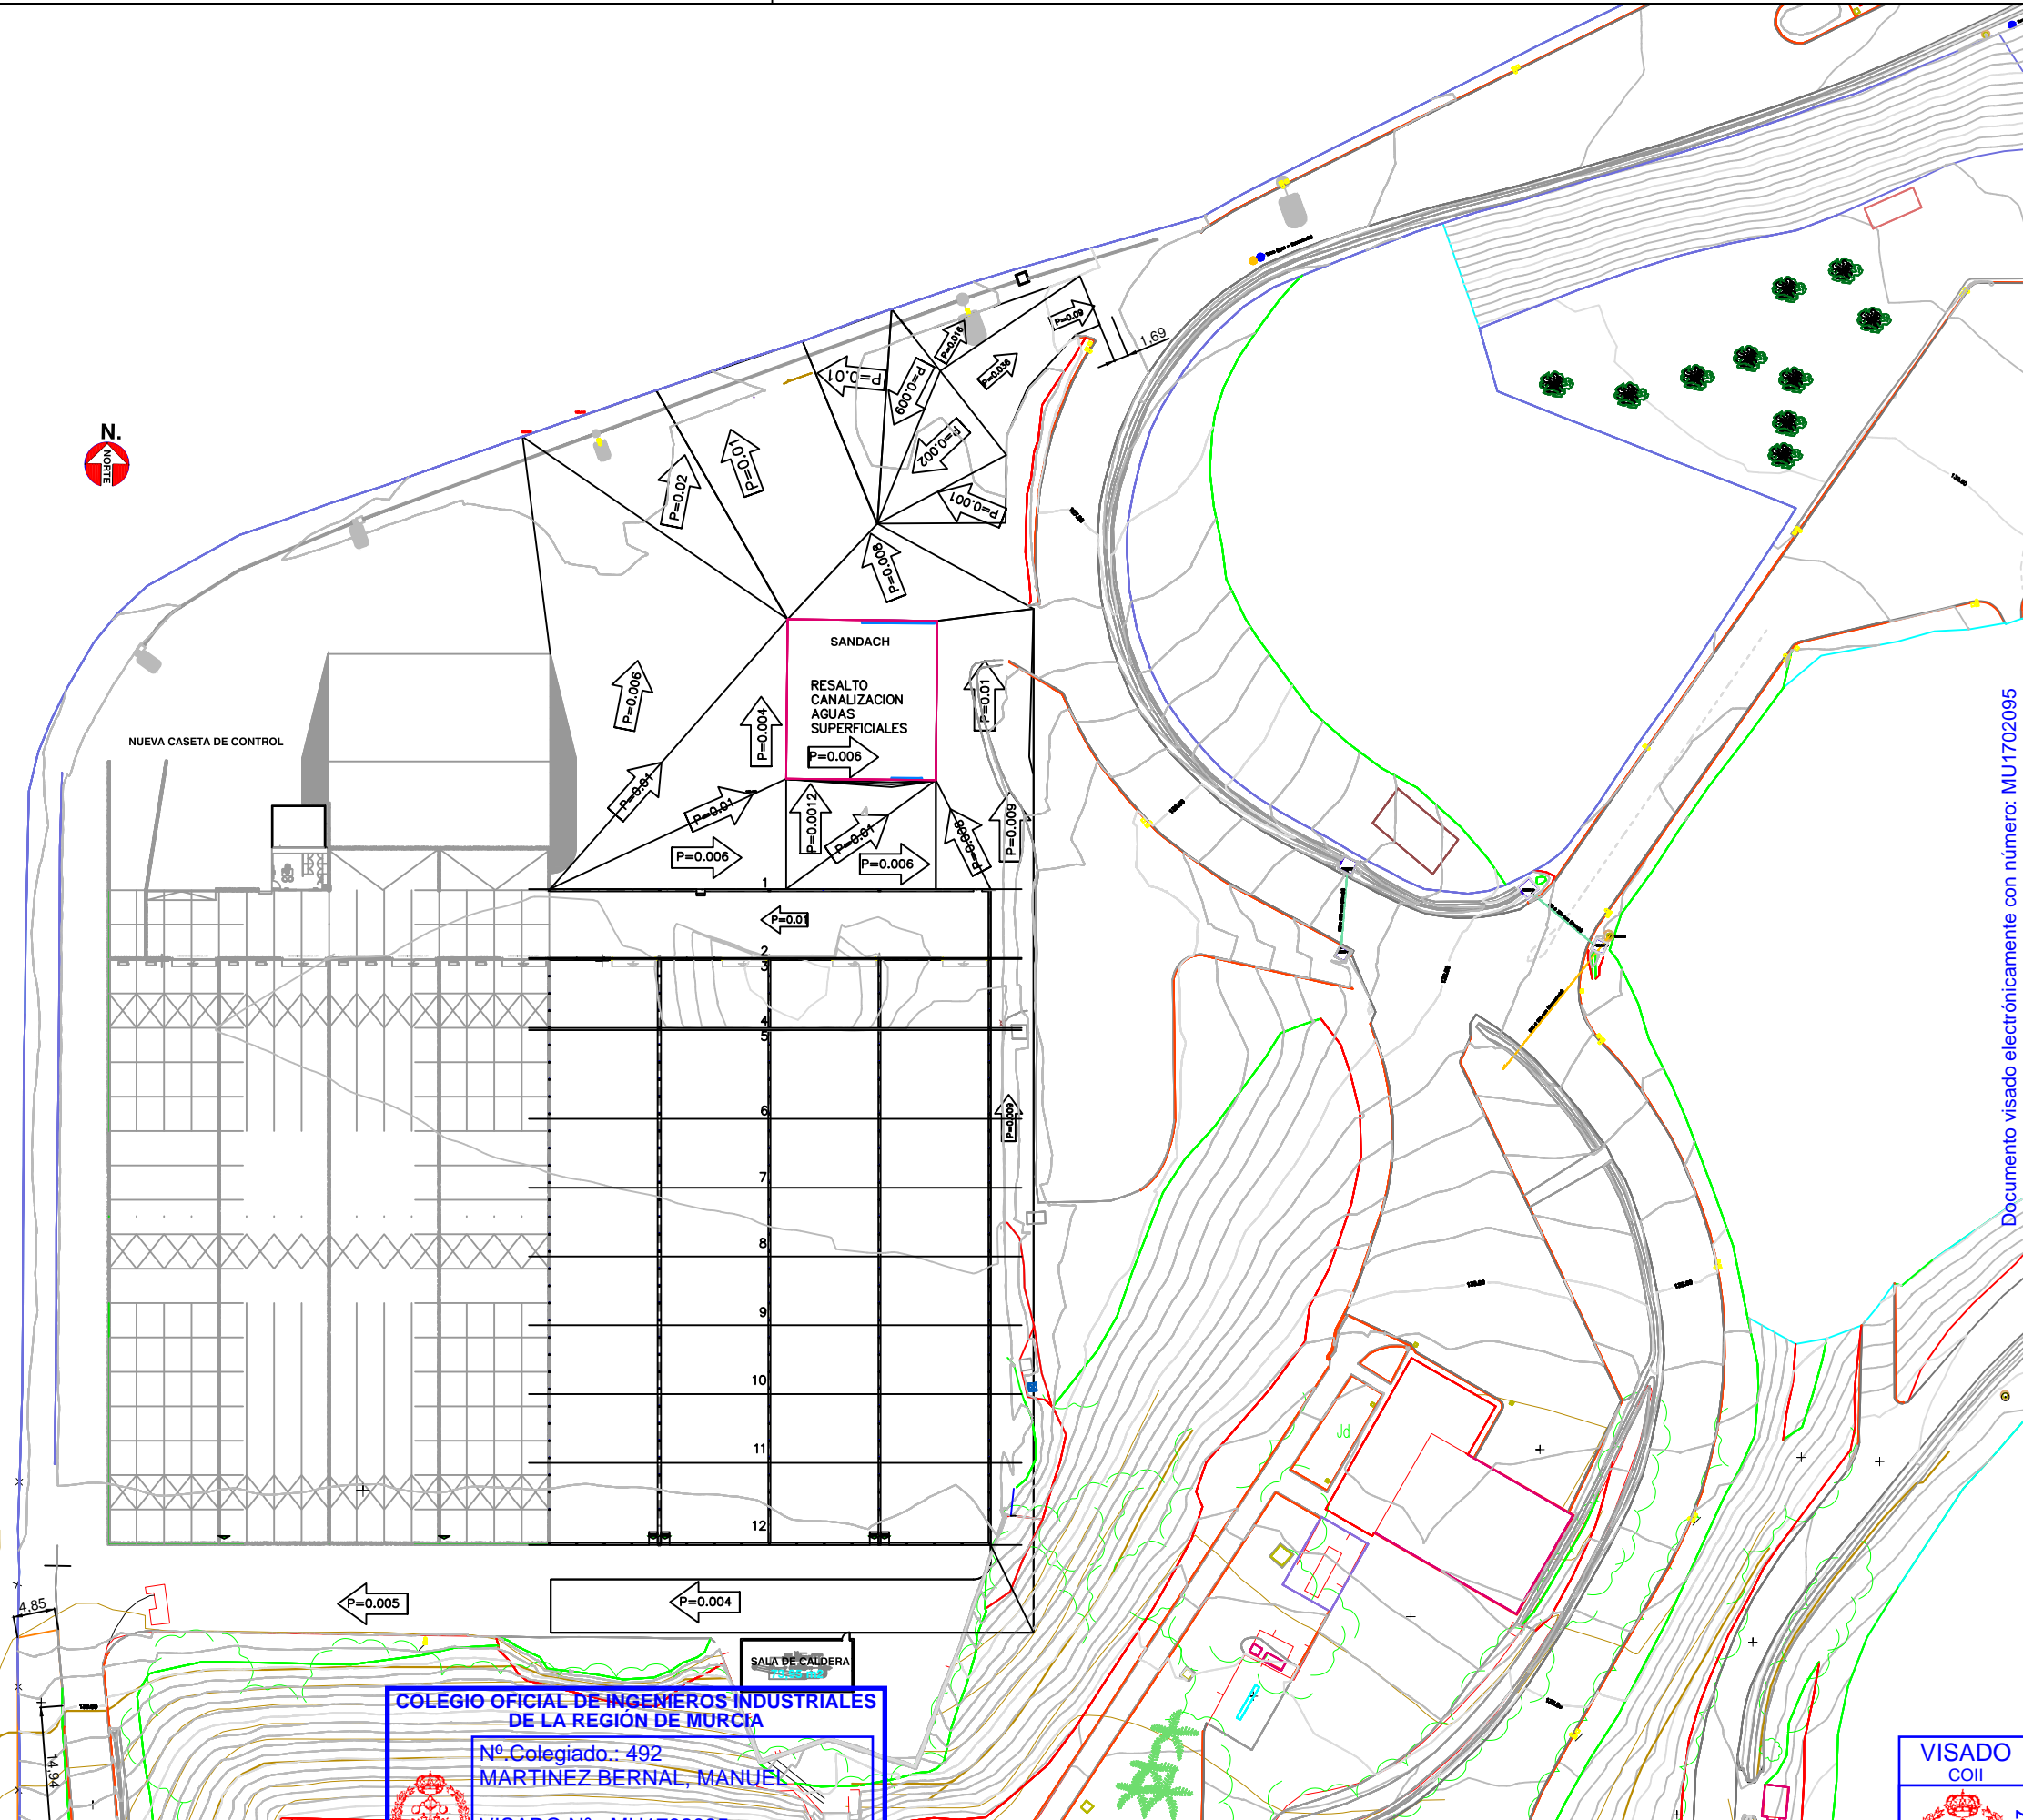 N.
NORTE
1,69
P=0.09
P=0.016
P=0.036
P=0.01
P=0.009
P=0.002
P=0.001
P=0.01
P=0.02
P=0.008
SANDACH
RESALTO
CANALIZACION
AGUAS
SUPERFICIALES
P=0.006
P=0.006
P=0.004
P=0.01
P=0.01
P=0.01
P=0.0012
P=0.01
P=0.006
P=0.006
P=0.009
NUEVA CASETA DE CONTROL
1
P=0.01
2
3
4
5
6
P=0.009
7
8
9
10
11
12
Jd
4,85
P=0.005
P=0.004
SALA DE CALDERA
14,94
COLEGIO OFICIAL DE INGENIEROS INDUSTRIALES
DE LA REGIÓN DE MURCIA
Nº.Colegiado.: 492
MARTINEZ BERNAL, MANUEL
Documento visado electrónicamente con número: MU1702095
VISADO
COII